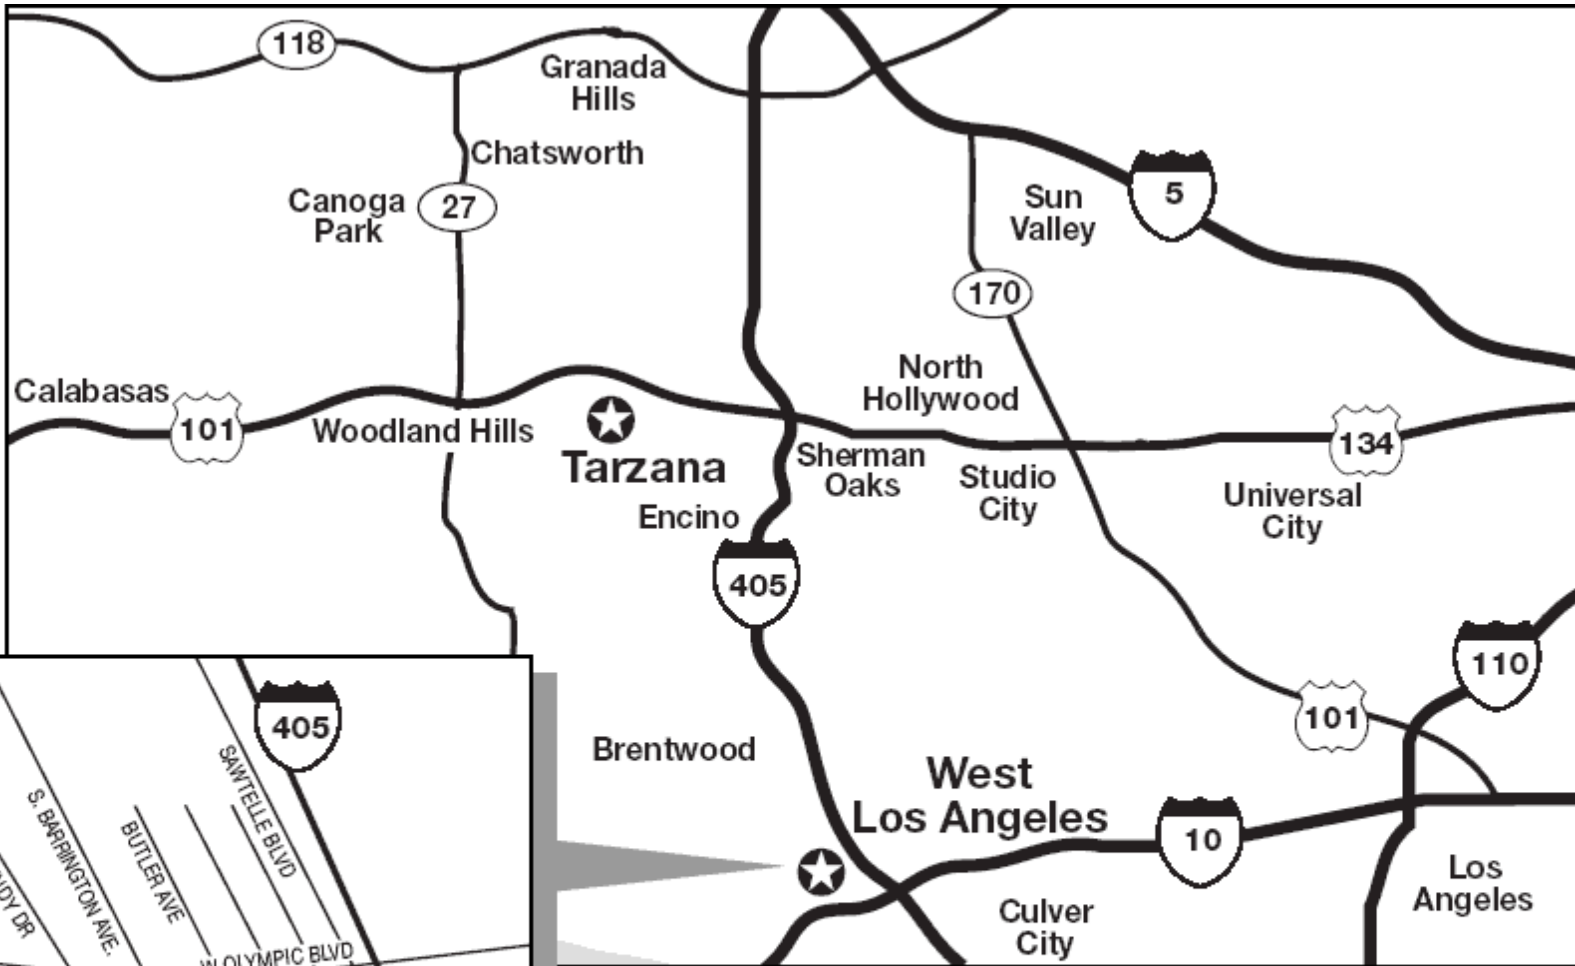 118
Granada
Hills
Chatsworth
Canoga
Park
27
Sun
Valley
5
170
North
Hollywood
Calabasas
101
Woodland Hills
Tarzana
Encino
Sherman
Oaks
Studio
City
134
Universal
City
405
110
101
405
SAWTELLE BLVD
S. BARRINGTON AVE.
BUTLER AVE
DY DR
W OLYMPIC BLVD
Brentwood
West
Los Angeles
10
Culver
City
Los
Angeles